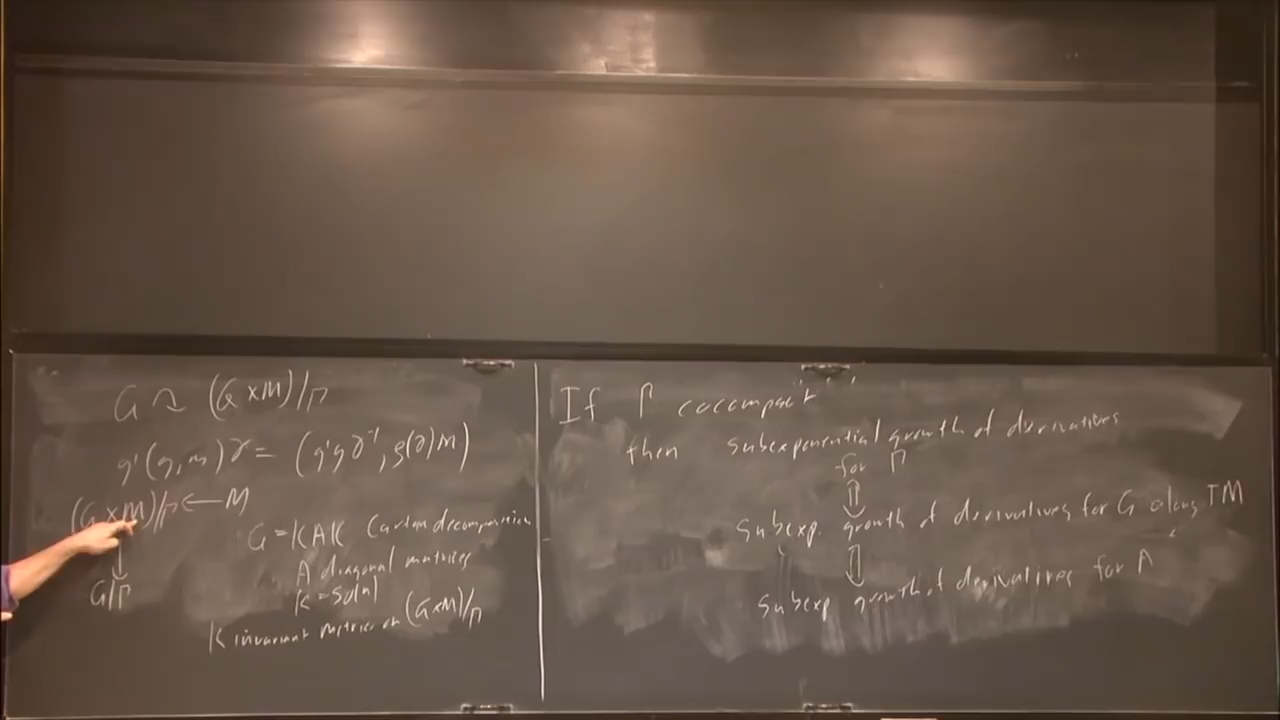 G ~ (G×M)/Γ
g'(g,m)γ = (g'gγ⁻¹, ρ(γ)M)
(G×M)/Γ ← M
↓
G/Γ
G = KAK Cartan decomposition
A diagonal matrices
K = SO(n)
K invariant metric on (G×M)/Γ
If Γ cocompact
then subexponential growth of derivatives
for Γ
⇕
Subexp. growth of derivatives for G along TM
⇕
Subexp growth of derivatives for A